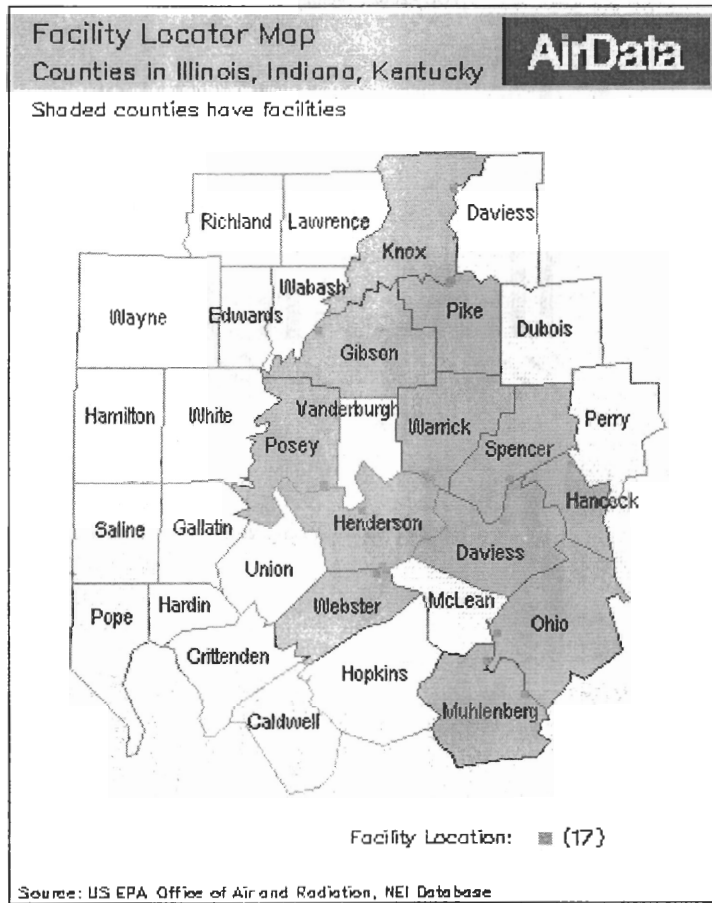 Facility Locator Map
Counties in Illinois, Indiana, Kentucky
AirData
Shaded counties have facilities
Richland
Lawrence
Daviess
Knox
Wabash
Wayne
Edwards
Pike
Dubois
Gibson
Hamilton
White
Vanderburgh
Warrick
Perry
Posey
Spencer
Saline
Gallatin
Henderson
Hancock
Daviess
Union
Pope
Hardin
Webster
McLean
Ohio
Crittenden
Hopkins
Caldwell
Muhlenberg
Facility Location: (17)
Source: US EPA Office of Air and Radiation, NEI Database